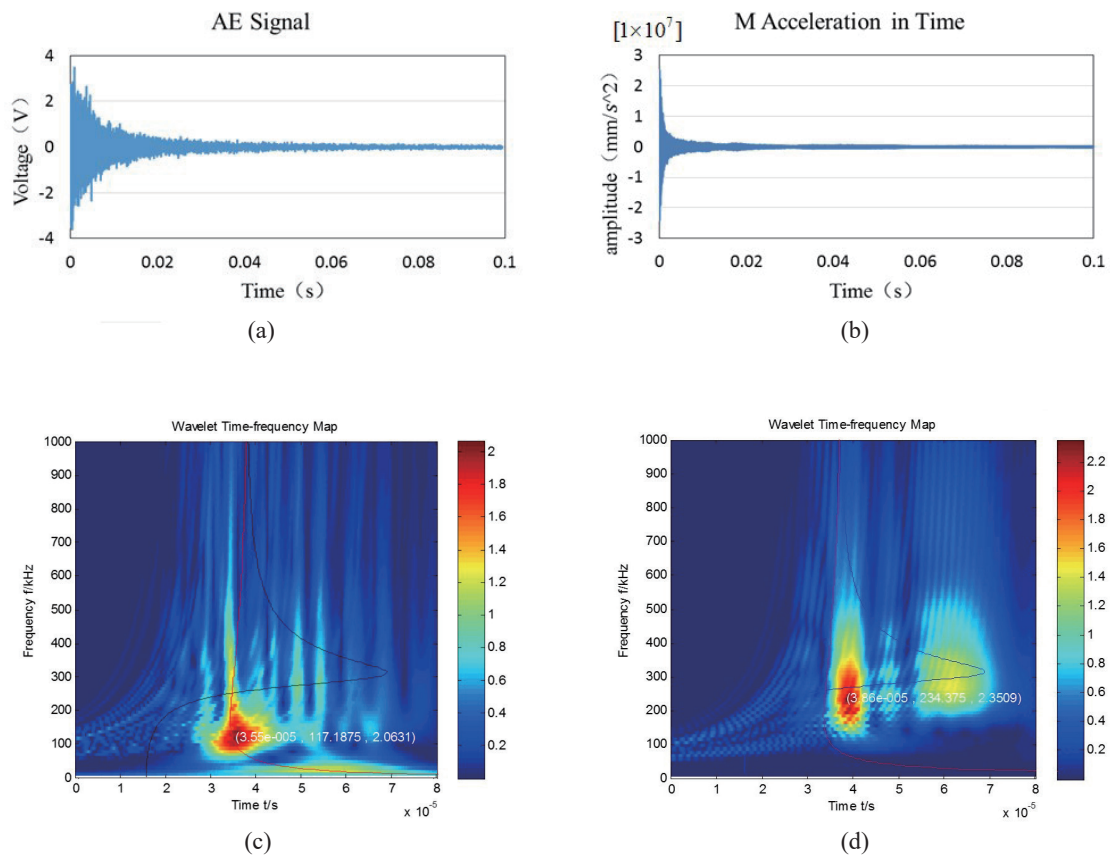 AE Signal
Voltage（V）
4
2
0
-2
-4
0 0.02 0.04 0.06 0.08 0.1
Time（s）
(a)
[1×10⁷]
M Acceleration in Time
amplitude（mm/s^2）
3
2
1
0
-1
-2
-3
0 0.02 0.04 0.06 0.08 0.1
Time（s）
(b)
Wavelet Time-frequency Map
Frequency f/kHz
1000
900
800
700
600
500
400
300
200
100
0
(3.55e-005 , 117.1875 , 2.0631)
0 1 2 3 4 5 6 7 8
Time t/s
x 10⁻⁵
2
1.8
1.6
1.4
1.2
1
0.8
0.6
0.4
0.2
0
(c)
Wavelet Time-frequency Map
Frequency f/kHz
1000
900
800
700
600
500
400
300
200
100
0
(3.86e-005 , 234.375 , 2.3509)
0 1 2 3 4 5 6 7 8
Time t/s
x 10⁻⁵
2.2
2
1.8
1.6
1.4
1.2
1
0.8
0.6
0.4
0.2
(d)